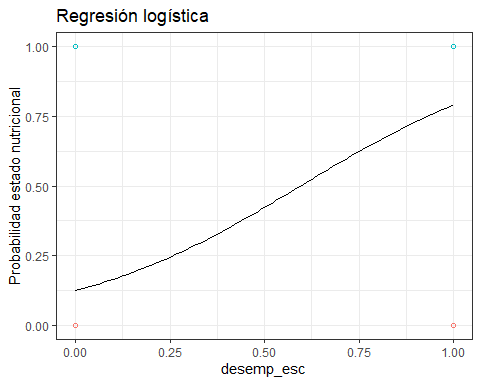 Regresión logística
Probabilidad estado nutricional
1.00
0.75
0.50
0.25
0.00
0.00 0.25 0.50 0.75 1.00
desemp_esc